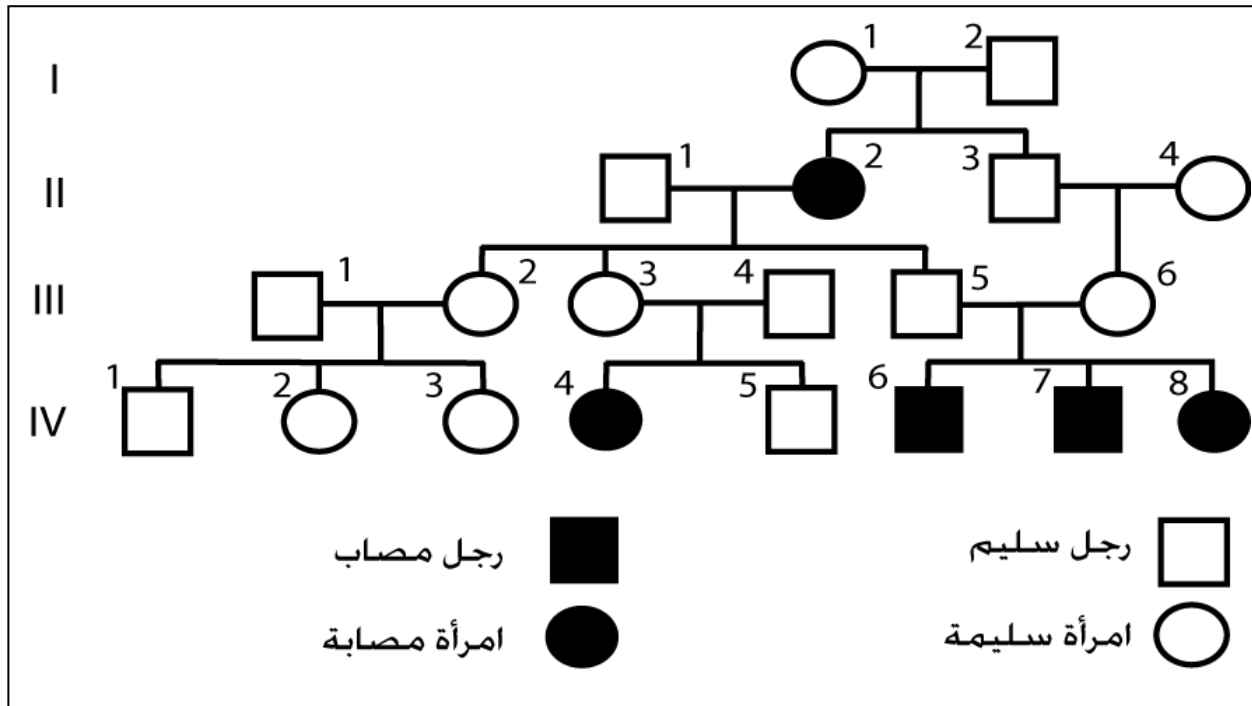 1 2
I
1 2 3 4
II
1 2 3 4 5 6
III
1 2 3 4 5 6 7 8
IV
رجل سليم
رجل مصاب
امرأة سليمة
امرأة مصابة